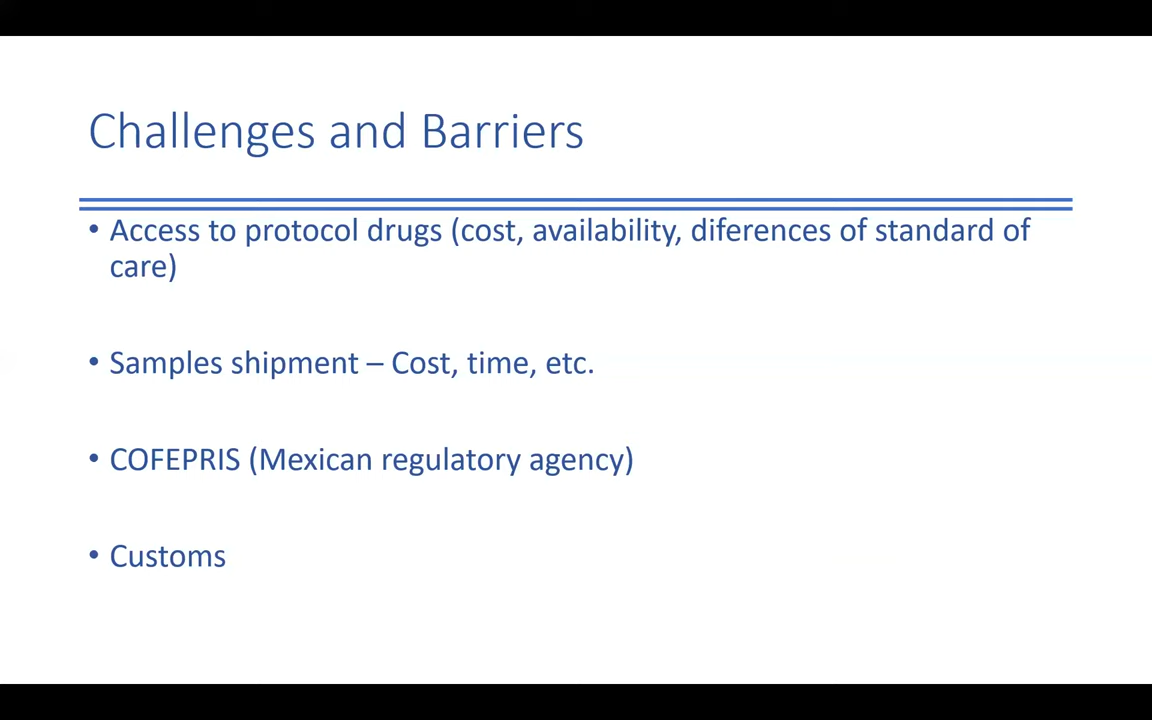 Challenges and Barriers
• Access to protocol drugs (cost, availability, diferences of standard of
care)
• Samples shipment – Cost, time, etc.
• COFEPRIS (Mexican regulatory agency)
• Customs